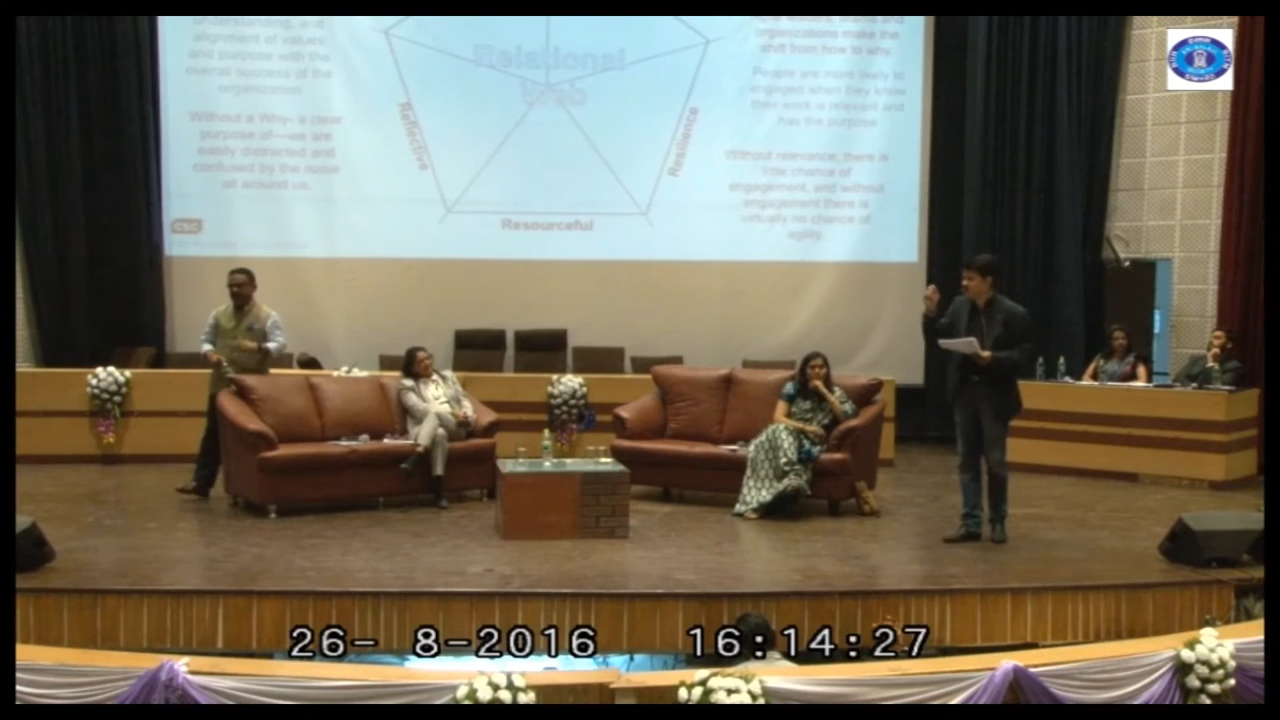 understanding, and
alignment of values
and purpose with the
overall success of the
organization.
Without a Why- a clear
purpose of—we are
easily distracted and
confused by the noise
all around us.
CSC
Relational
Web
Reflective
Resourceful
Resilience
organizations make the
shift from how to why.
People are more likely to
engaged when they know
their work is relevant and
has the purpose
Without relevance, there is
little chance of
engagement, and without
engagement there is
virtually no chance of
agility.
26- 8-2016 16:14:27